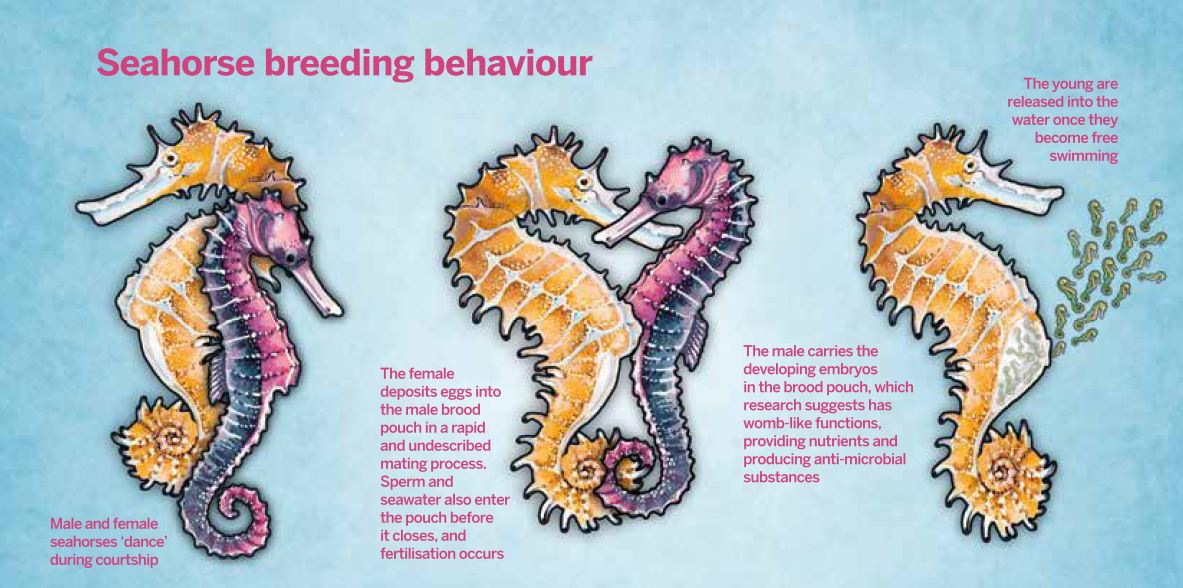 Seahorse breeding behaviour
Male and female
seahorses ‘dance’
during courtship
The female
deposits eggs into
the male brood
pouch in a rapid
and undescribed
mating process.
Sperm and
seawater also enter
the pouch before
it closes, and
fertilisation occurs
The male carries the
developing embryos
in the brood pouch, which
research suggests has
womb-like functions,
providing nutrients and
producing anti-microbial
substances
The young are
released into the
water once they
become free
swimming